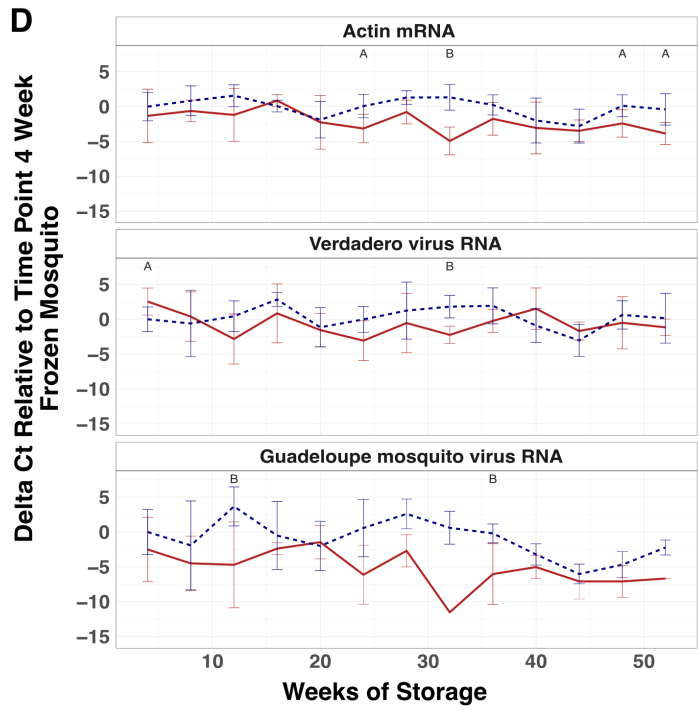 D
Delta Ct Relative to Time Point 4 Week
Frozen Mosquito
Actin mRNA
A B A A
5
0
−5
−10
−15
Verdadero virus RNA
A B
5
0
−5
−10
−15
Guadeloupe mosquito virus RNA
B B
5
0
−5
−10
−15
10 20 30 40 50
Weeks of Storage